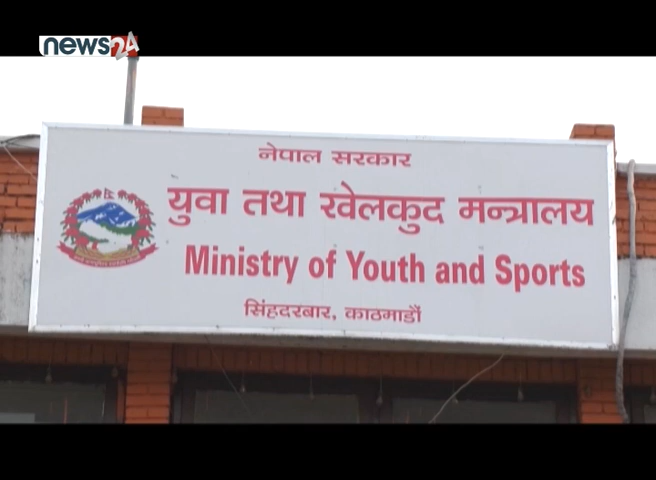 news24
नेपाल सरकार
युवा तथा खेलकुद मन्त्रालय
Ministry of Youth and Sports
सिंहदरबार, काठमाडौं